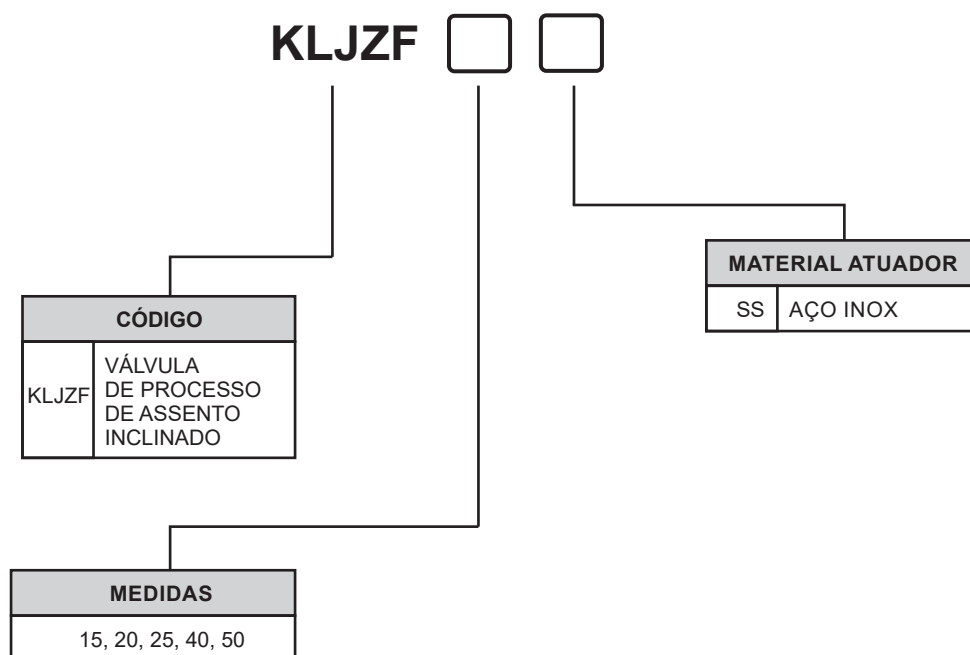 KLJZF
MATERIAL ATUADOR
SS AÇO INOX
CÓDIGO
KLJZF
VÁLVULA
DE PROCESSO
DE ASSENTO
INCLINADO
MEDIDAS
15, 20, 25, 40, 50